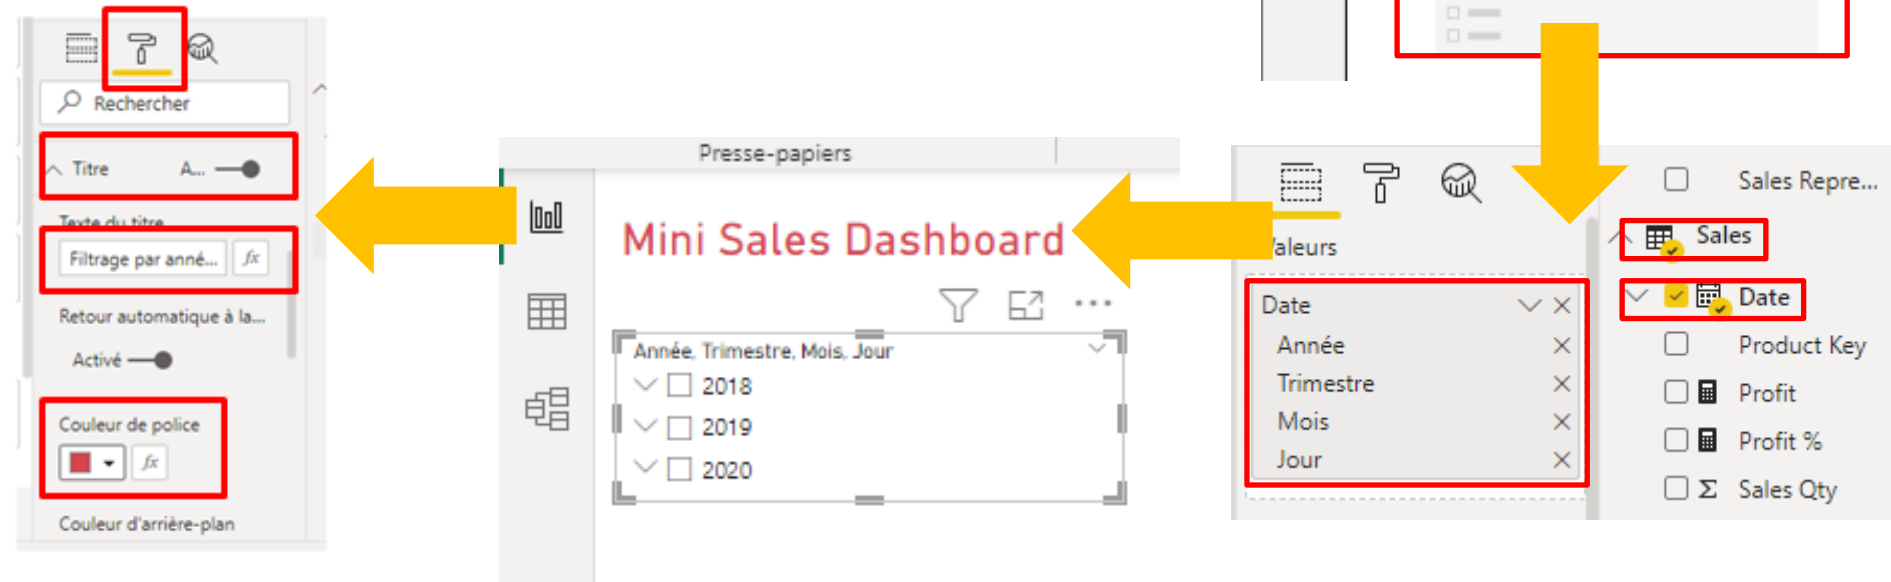 Rechercher
Titre
A...
Texte du titre
Filtrage par anné...
fx
Retour automatique à la...
Activé
Couleur de police
fx
Couleur d'arrière-plan
Presse-papiers
Mini Sales Dashboard
Année, Trimestre, Mois, Jour
2018
2019
2020
Valeurs
Date
Année
Trimestre
Mois
Jour
Sales Repre...
Sales
Date
Product Key
Profit
Profit %
Σ Sales Qty